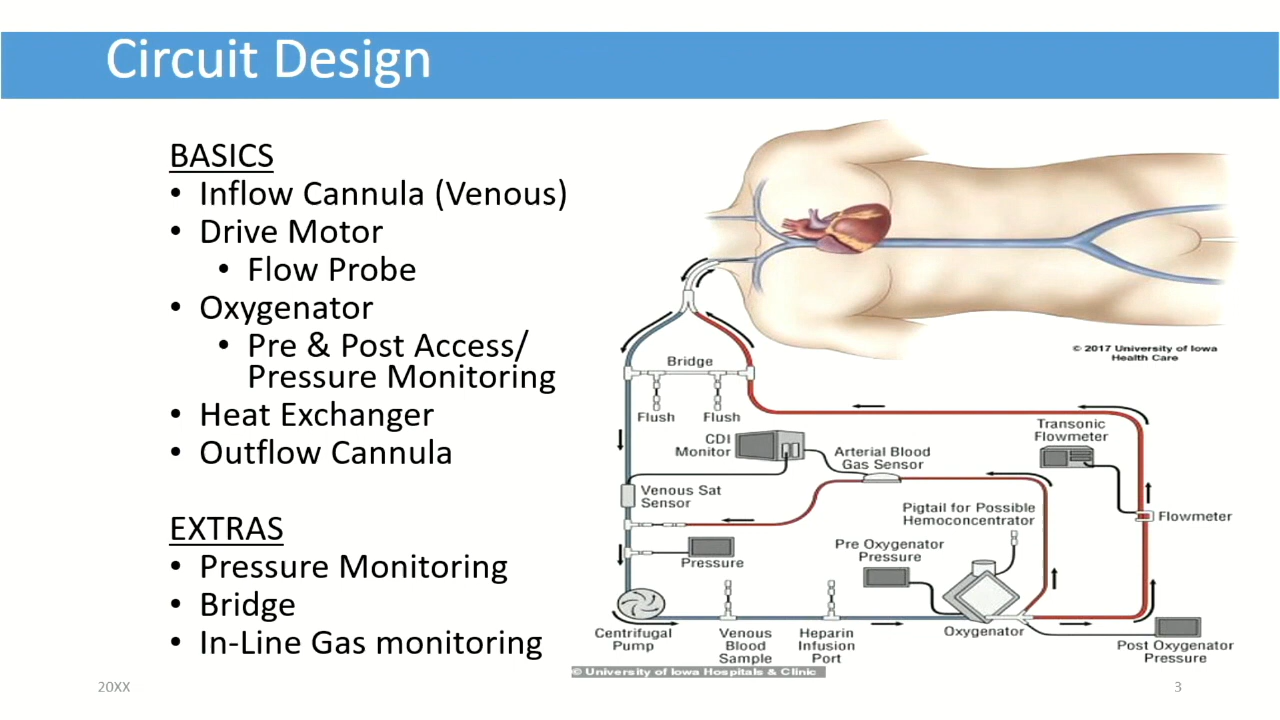 Circuit Design
BASICS
• Inflow Cannula (Venous)
• Drive Motor
• Flow Probe
• Oxygenator
• Pre & Post Access/
Pressure Monitoring
• Heat Exchanger
• Outflow Cannula
EXTRAS
• Pressure Monitoring
• Bridge
• In-Line Gas monitoring
© 2017 University of Iowa
Health Care
Bridge
Flush
Flush
CDI
Monitor
Arterial Blood
Gas Sensor
Transonic
Flowmeter
Venous Sat
Sensor
Pigtail for Possible
Hemoconcentrator
Flowmeter
Pressure
Pre Oxygenator
Pressure
Centrifugal
Pump
Venous
Blood
Sample
Heparin
Infusion
Port
Oxygenator
Post Oxygenator
Pressure
© University of Iowa Hospitals & Clinic
20XX
3